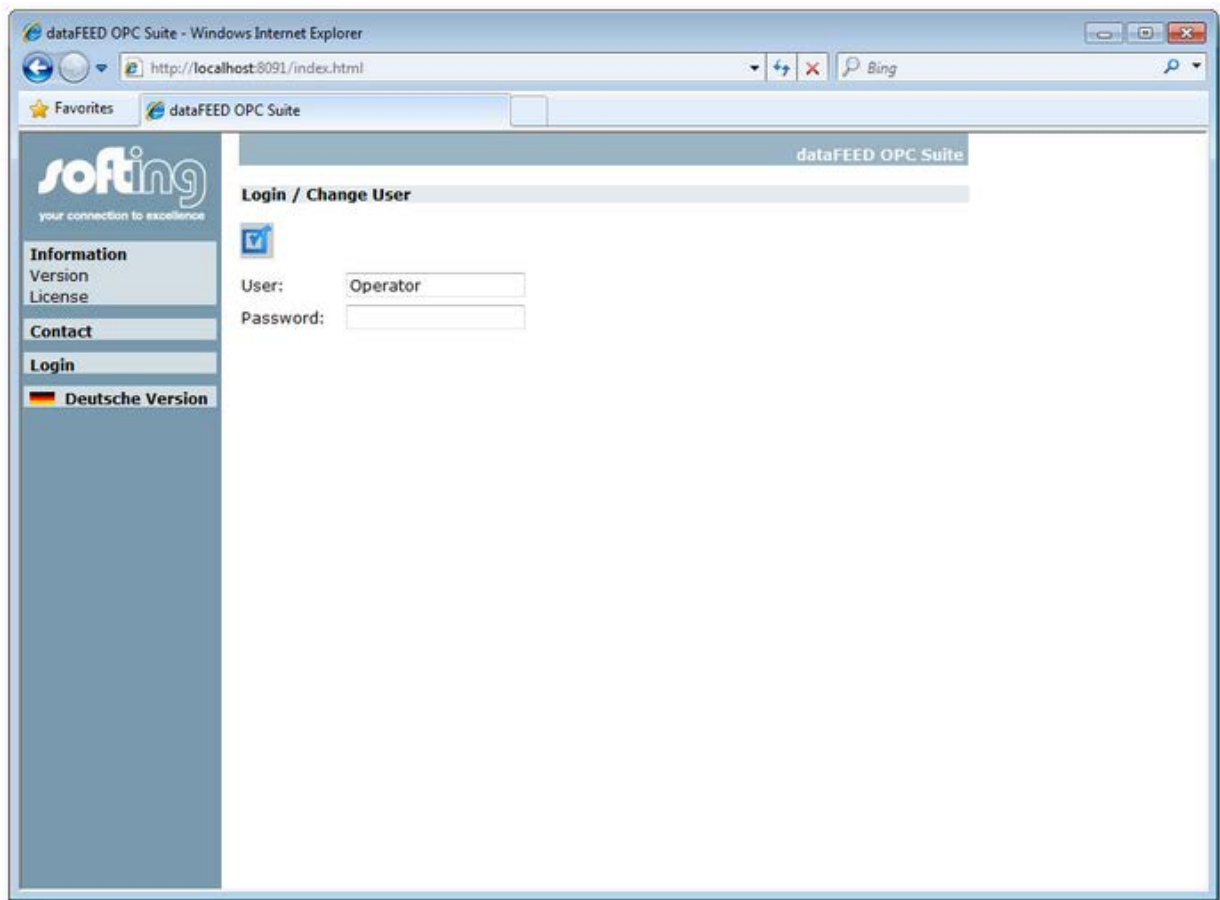 dataFEED OPC Suite - Windows Internet Explorer
http://localhost:8091/index.html
Bing
Favorites
dataFEED OPC Suite
softing
your connection to excellence
Information
Version
License
Contact
Login
Deutsche Version
dataFEED OPC Suite
Login / Change User
User: Operator
Password: